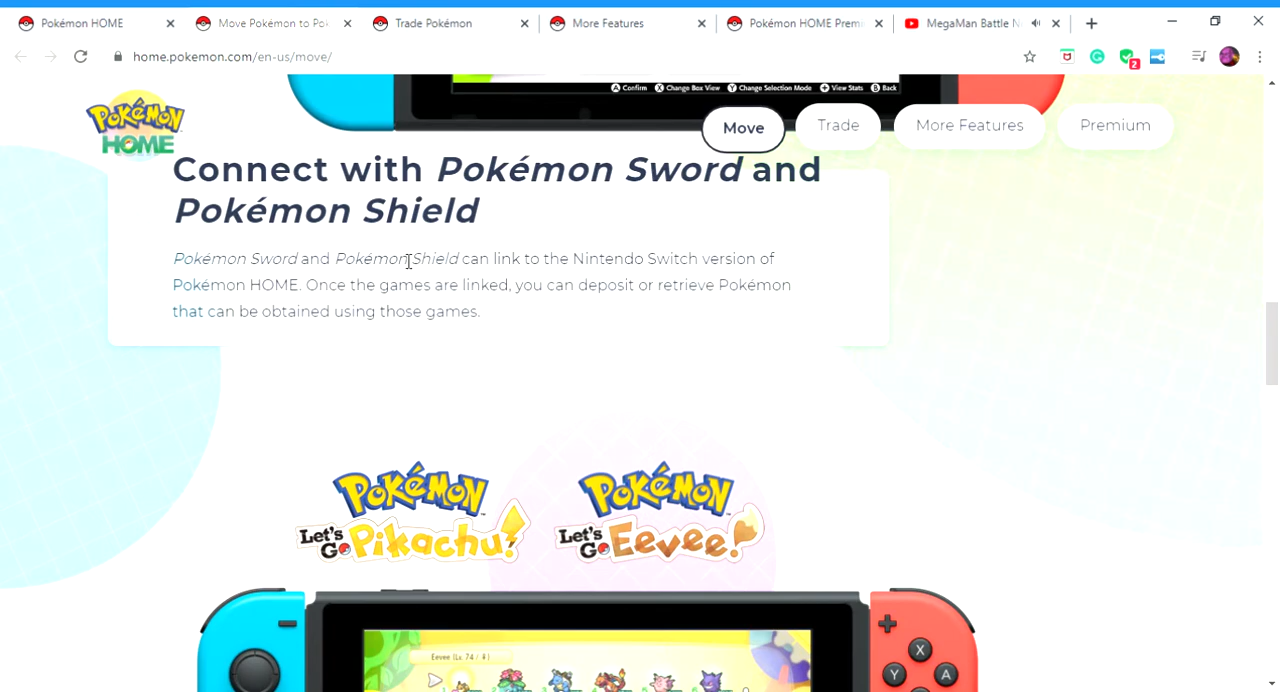 Pokémon HOME
Move Pokémon to Pok
Trade Pokémon
More Features
Pokémon HOME Prem
MegaMan Battle N
home.pokemon.com/en-us/move/
2
A Confirm X Change Box View Y Change Selection Mode + View Stats B Back
POKéMON
HOME
Move
Trade
More Features
Premium
Connect with Pokémon Sword and
Pokémon Shield
Pokémon Sword and Pokémon Shield can link to the Nintendo Switch version of
Pokémon HOME. Once the games are linked, you can deposit or retrieve Pokémon
that can be obtained using those games.
POKéMON
Let's
Go Pikachu!
POKéMON
Let's
Go Eevee!
Eevee (Lv. 74 / ♂)
X
Y
A